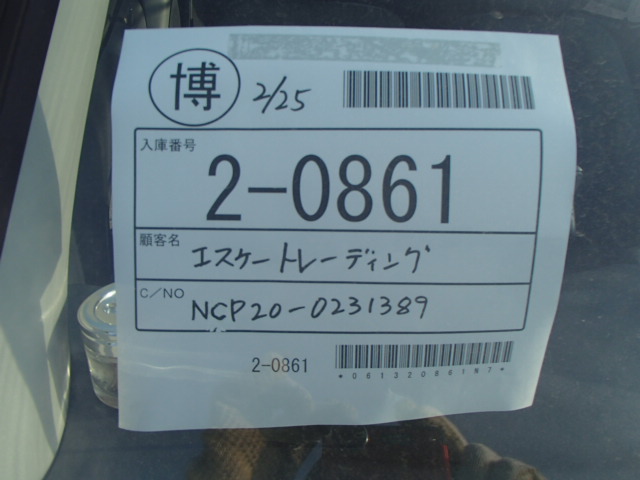 博 2/25
入庫番号
2-0861
顧客名
エスケートレーディング
C/NO
NCP20-0231389
2-0861
*0613208619７*